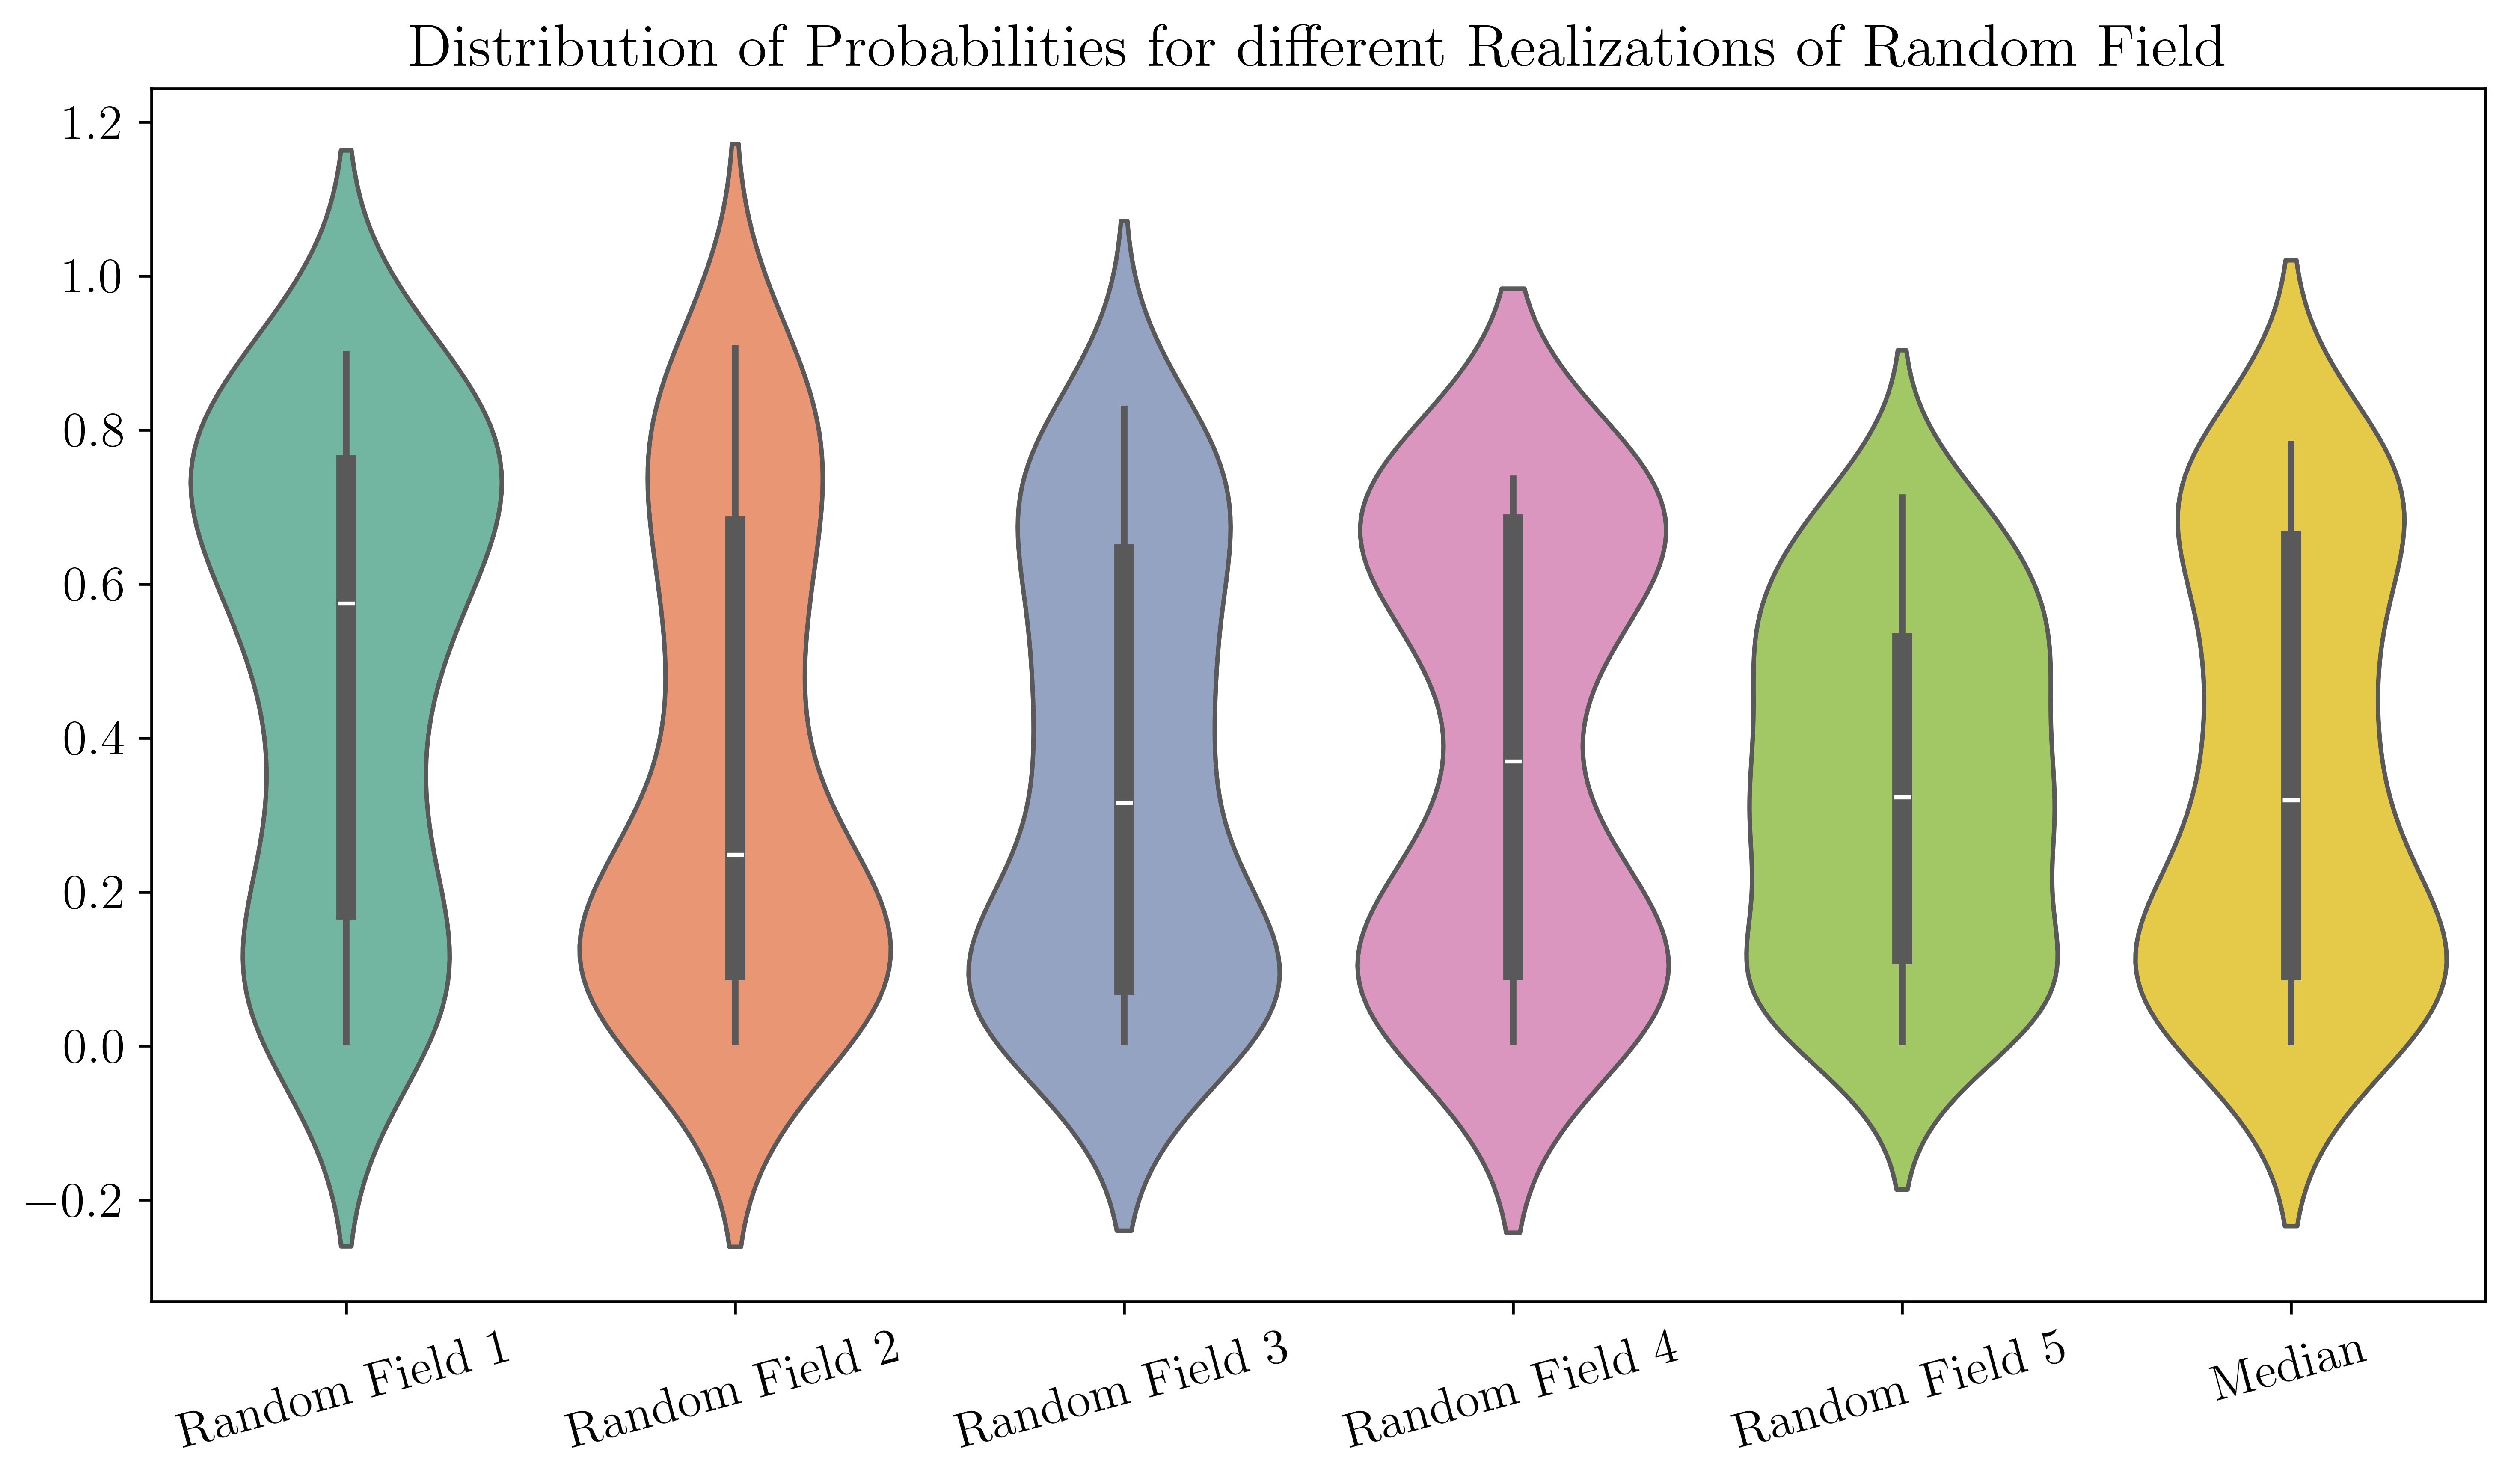 Distribution of Probabilities for different Realizations of Random Field
1.2
1.0
0.8
0.6
0.4
0.2
0.0
−0.2
Random Field 1
Random Field 2
Random Field 3
Random Field 4
Random Field 5
Median